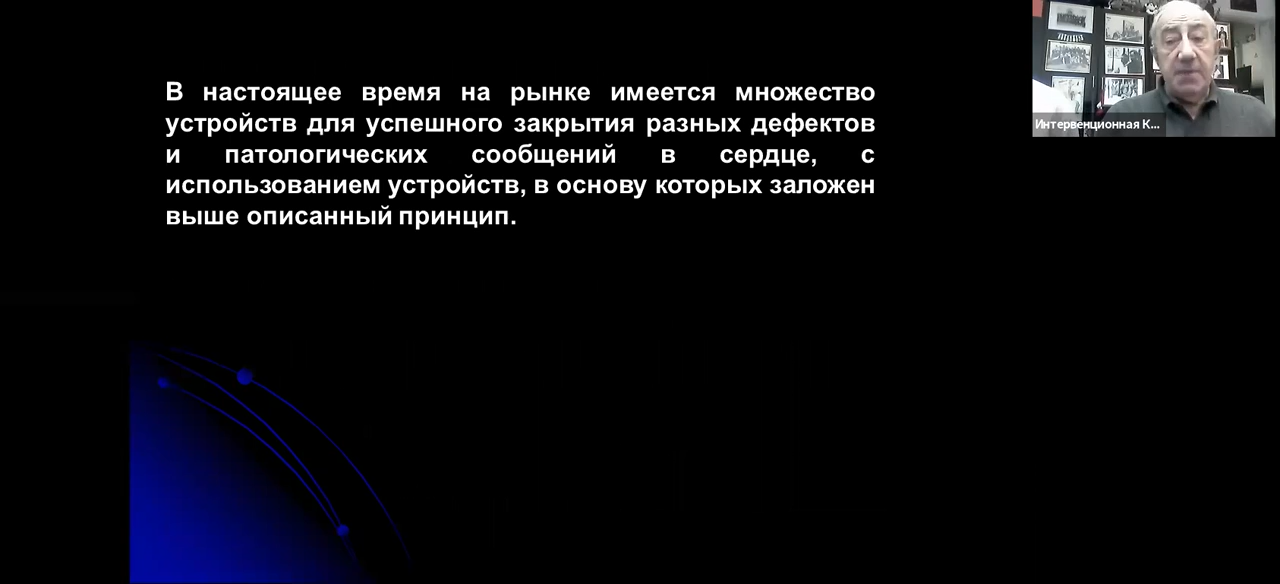 В настоящее время на рынке имеется множество
устройств для успешного закрытия разных дефектов
и патологических сообщений в сердце, с
использованием устройств, в основу которых заложен
выше описанный принцип.
Интервенционная К...